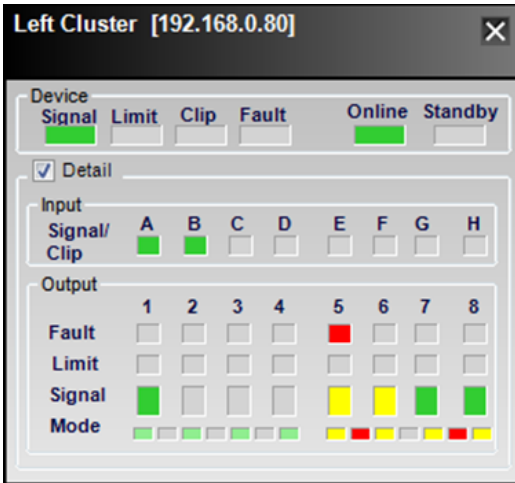 Left Cluster [192.168.0.80]
Device
Signal Limit Clip Fault Online Standby
Detail
Input
Signal/ A B C D E F G H
Clip
Output
1 2 3 4 5 6 7 8
Fault
Limit
Signal
Mode